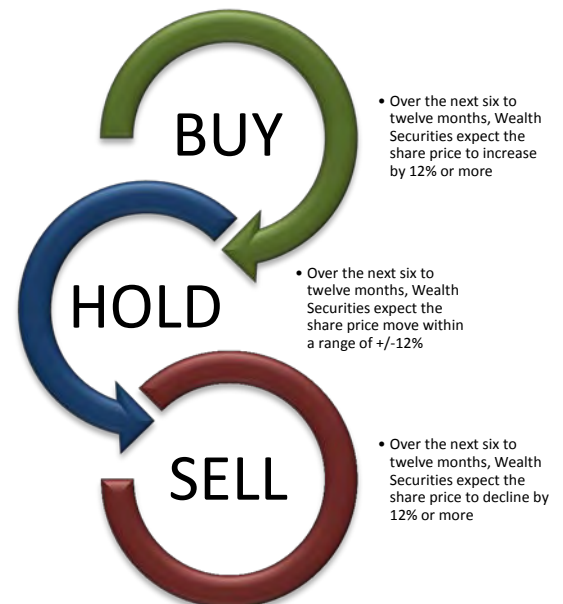 BUY
• Over the next six to
twelve months, Wealth
Securities expect the
share price to increase
by 12% or more
HOLD
• Over the next six to
twelve months, Wealth
Securities expect the
share price move within
a range of +/-12%
SELL
• Over the next six to
twelve months, Wealth
Securities expect the
share price to decline by
12% or more